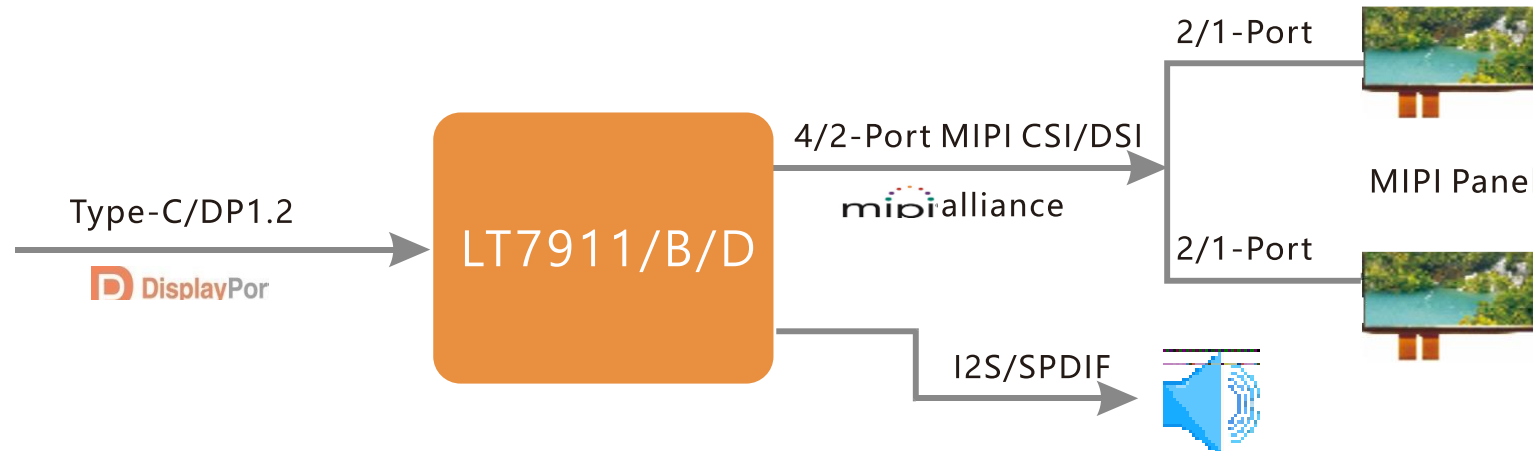 2/1-Port
4/2-Port MIPI CSI/DSI
MIPI Panel
mipi alliance
Type-C/DP1.2
LT7911/B/D
2/1-Port
DisplayPor
I2S/SPDIF